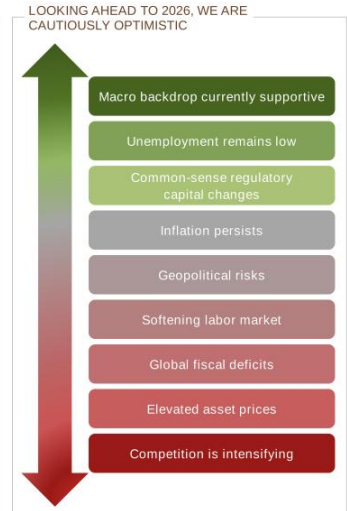 LOOKING AHEAD TO 2026, WE ARE
CAUTIOUSLY OPTIMISTIC
Macro backdrop currently supportive
Unemployment remains low
Common-sense regulatory
capital changes
Inflation persists
Geopolitical risks
Softening labor market
Global fiscal deficits
Elevated asset prices
Competition is intensifying